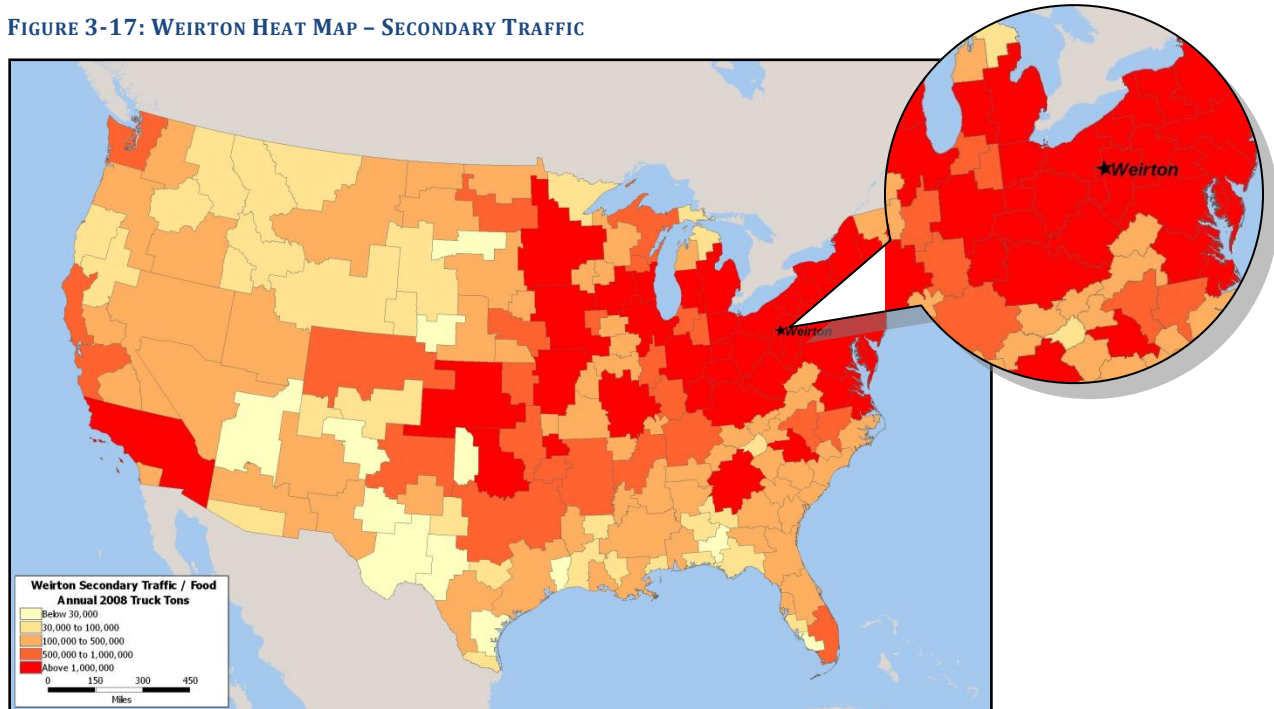 FIGURE 3-17: WEIRTON HEAT MAP – SECONDARY TRAFFIC
Weirton
Weirton
Weirton Secondary Traffic / Food
Annual 2008 Truck Tons
Below 30,000
30,000 to 100,000
100,000 to 500,000
500,000 to 1,000,000
Above 1,000,000
0 150 300 450
Miles